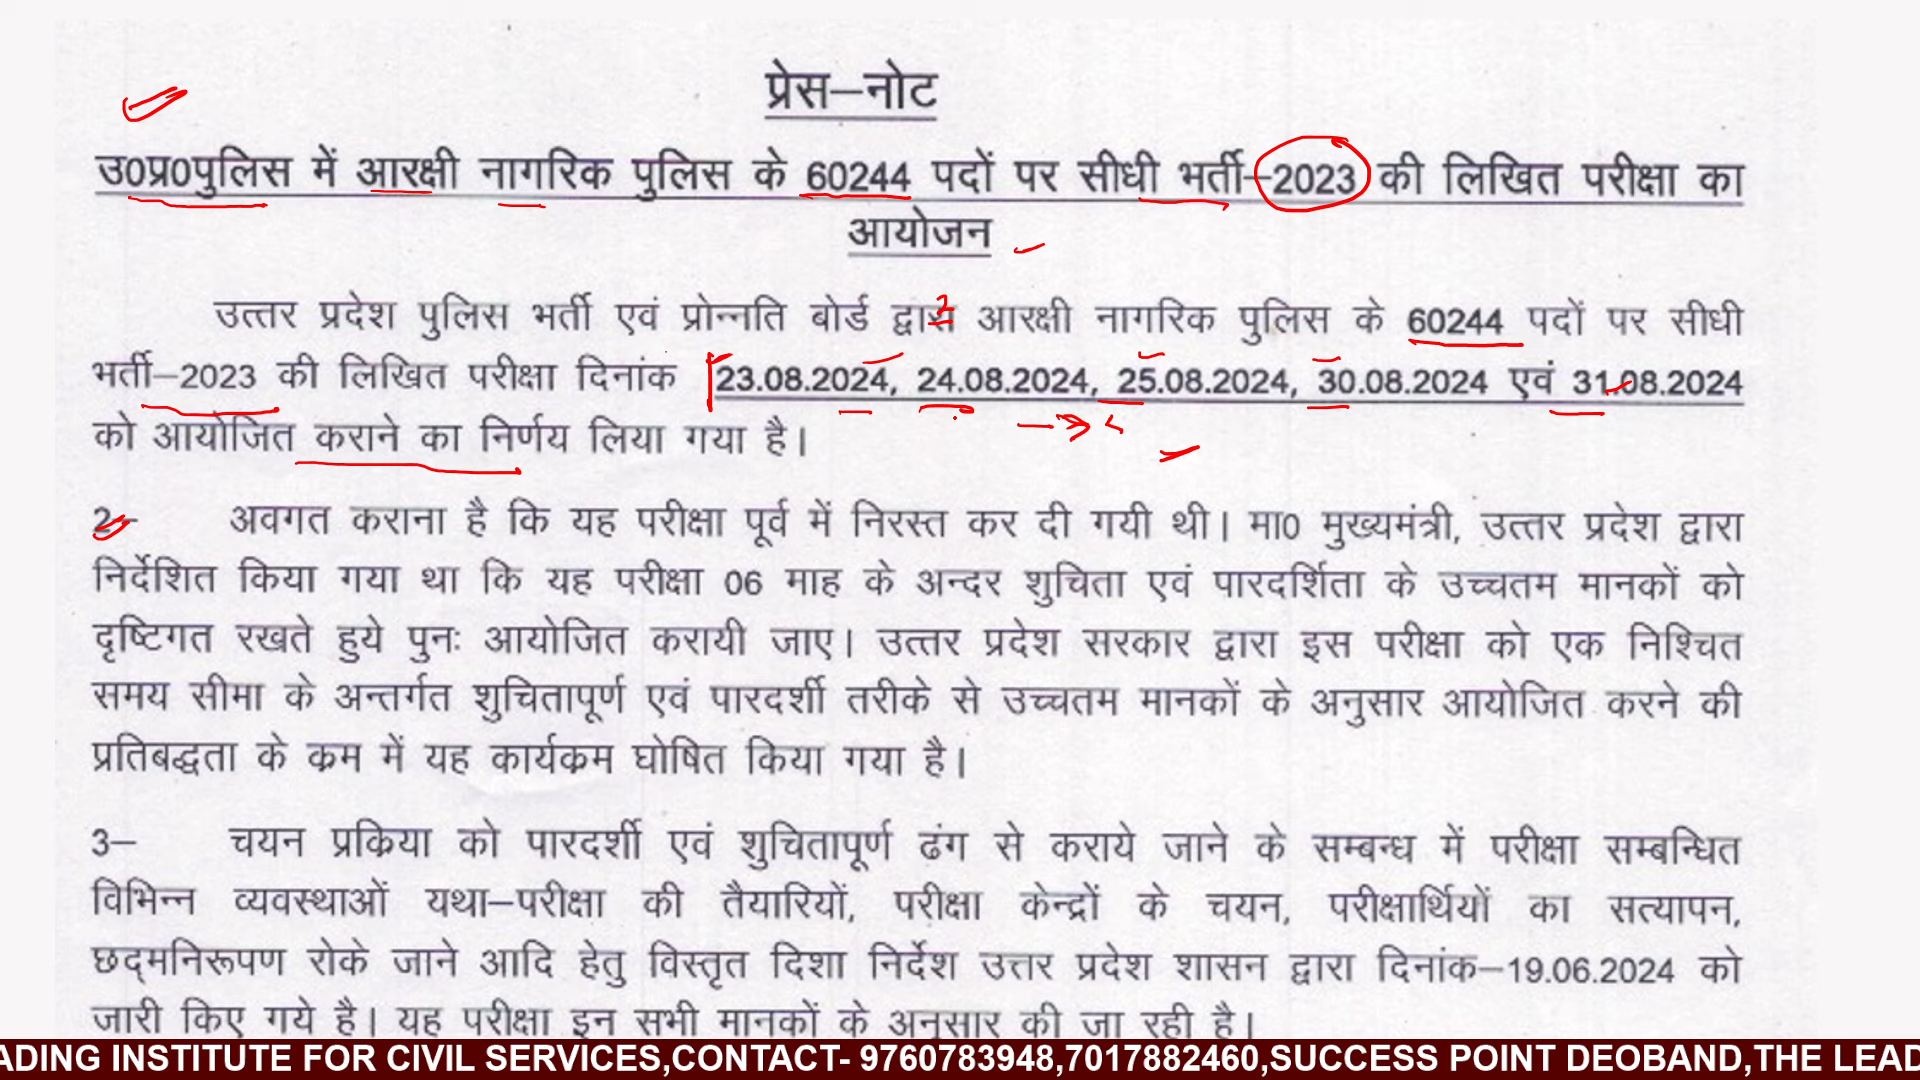 प्रेस–नोट
उ0प्र0पुलिस में आरक्षी नागरिक पुलिस के 60244 पदों पर सीधी भर्ती–2023 की लिखित परीक्षा का
आयोजन
उत्तर प्रदेश पुलिस भर्ती एवं प्रोन्नति बोर्ड द्वारा आरक्षी नागरिक पुलिस के 60244 पदों पर सीधी
भर्ती–2023 की लिखित परीक्षा दिनांक 23.08.2024, 24.08.2024, 25.08.2024, 30.08.2024 एवं 31.08.2024
को आयोजित कराने का निर्णय लिया गया है।
2– अवगत कराना है कि यह परीक्षा पूर्व में निरस्त कर दी गयी थी। मा0 मुख्यमंत्री, उत्तर प्रदेश द्वारा
निर्देशित किया गया था कि यह परीक्षा 06 माह के अन्दर शुचिता एवं पारदर्शिता के उच्चतम मानकों को
दृष्टिगत रखते हुये पुनः आयोजित करायी जाए। उत्तर प्रदेश सरकार द्वारा इस परीक्षा को एक निश्चित
समय सीमा के अन्तर्गत शुचितापूर्ण एवं पारदर्शी तरीके से उच्चतम मानकों के अनुसार आयोजित करने की
प्रतिबद्धता के कम में यह कार्यकम घोषित किया गया है।
3– चयन प्रकिया को पारदर्शी एवं शुचितापूर्ण ढंग से कराये जाने के सम्बन्ध में परीक्षा सम्बन्धित
विभिन्न व्यवस्थाओं यथा–परीक्षा की तैयारियों, परीक्षा केन्द्रों के चयन, परीक्षार्थियों का सत्यापन,
छद्मनिरूपण रोके जाने आदि हेतु विस्तृत दिशा निर्देश उत्तर प्रदेश शासन द्वारा दिनांक–19.06.2024 को
जारी किए गये है। यह परीक्षा इन सभी मानकों के अनुसार की जा रही है।
ADING INSTITUTE FOR CIVIL SERVICES,CONTACT- 9760783948,7017882460,SUCCESS POINT DEOBAND,THE LEAD